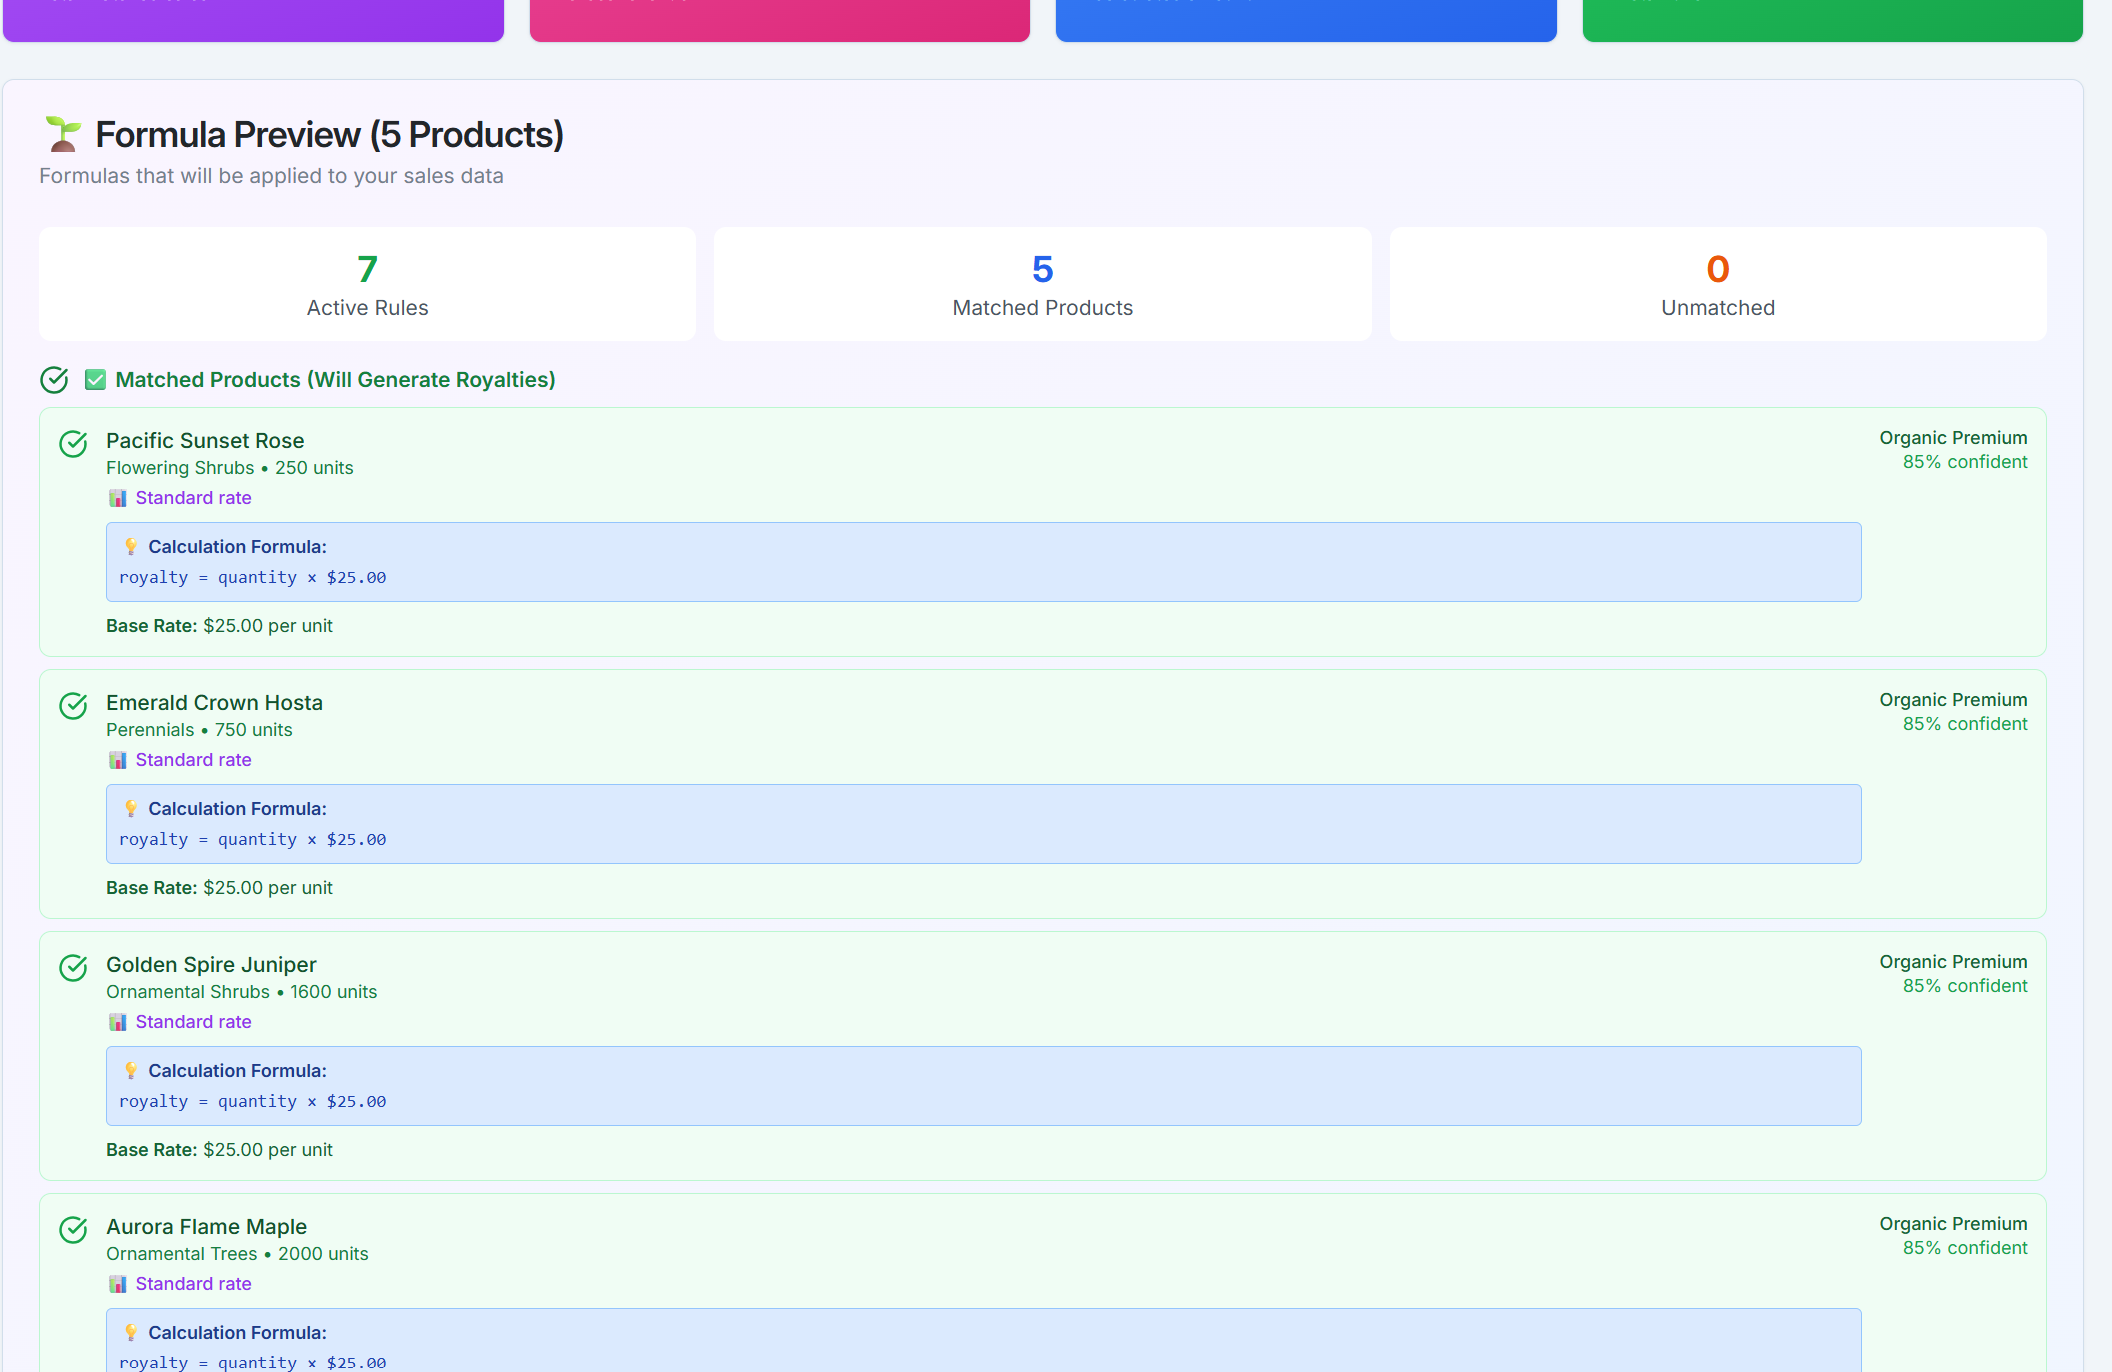 Formula Preview (5 Products)
Formulas that will be applied to your sales data
7
Active Rules
5
Matched Products
0
Unmatched
Matched Products (Will Generate Royalties)
Pacific Sunset Rose
Flowering Shrubs • 250 units
Standard rate
Organic Premium
85% confident
Calculation Formula:
royalty = quantity × $25.00
Base Rate: $25.00 per unit
Emerald Crown Hosta
Perennials • 750 units
Standard rate
Organic Premium
85% confident
Calculation Formula:
royalty = quantity × $25.00
Base Rate: $25.00 per unit
Golden Spire Juniper
Ornamental Shrubs • 1600 units
Standard rate
Organic Premium
85% confident
Calculation Formula:
royalty = quantity × $25.00
Base Rate: $25.00 per unit
Aurora Flame Maple
Ornamental Trees • 2000 units
Standard rate
Organic Premium
85% confident
Calculation Formula:
royalty = quantity × $25.00